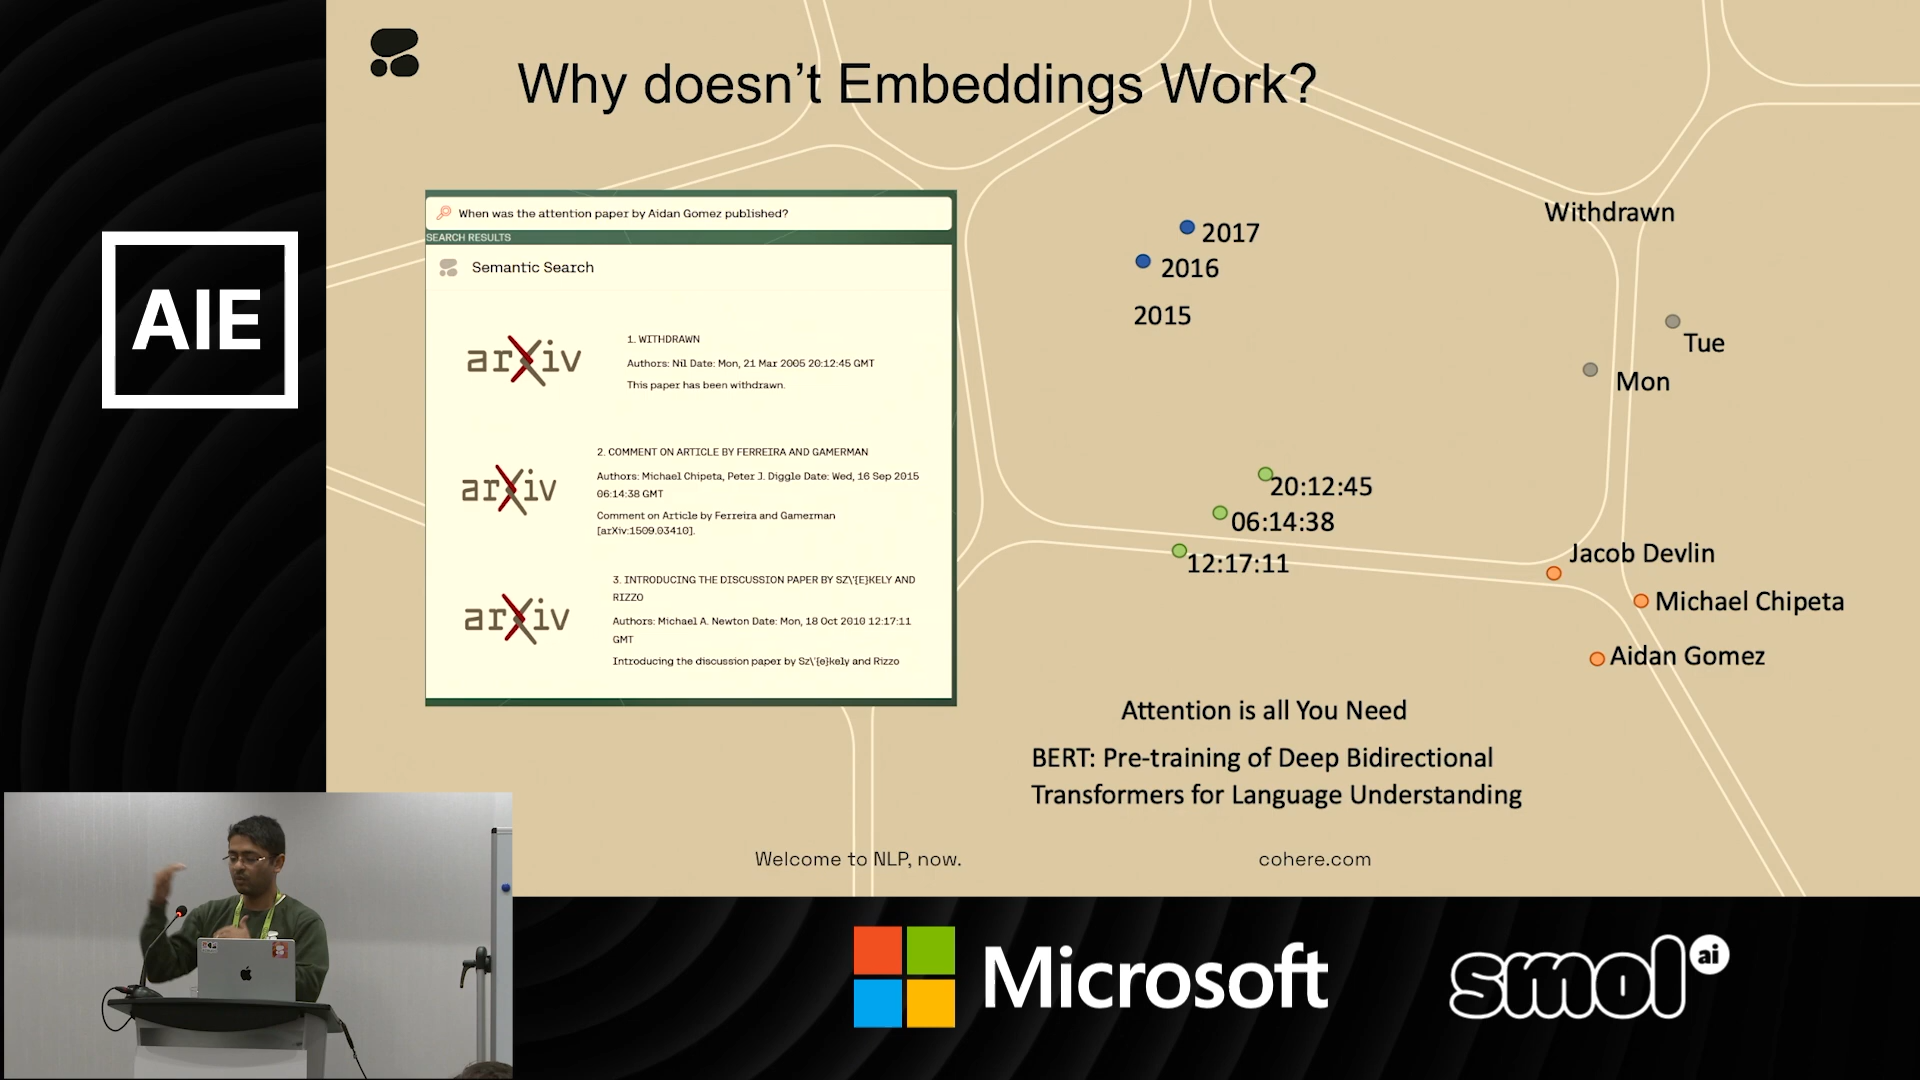 Why doesn't Embeddings Work?
AIE
When was the attention paper by Aidan Gomez published?
SEARCH RESULTS
Semantic Search
arXiv
1. WITHDRAWN
Authors: Nil Date: Mon, 21 Mar 2005 20:12:45 GMT
This paper has been withdrawn.
arXiv
2. COMMENT ON ARTICLE BY FERREIRA AND GAMERMAN
Authors: Michael Chipeta, Peter J. Diggle Date: Wed, 16 Sep 2015
06:14:38 GMT
Comment on Article by Ferreira and Gamerman
[arXiv:1509.03410].
arXiv
3. INTRODUCING THE DISCUSSION PAPER BY SZ\'{E}KELY AND
RIZZO
Authors: Michael A. Newton Date: Mon, 18 Oct 2010 12:17:11
GMT
Introducing the discussion paper by Sz\'{e}kely and Rizzo
2017
2016
2015
Withdrawn
Tue
Mon
20:12:45
06:14:38
12:17:11
Jacob Devlin
Michael Chipeta
Aidan Gomez
Attention is all You Need
BERT: Pre-training of Deep Bidirectional
Transformers for Language Understanding
Welcome to NLP, now.
cohere.com
Microsoft
smol ai